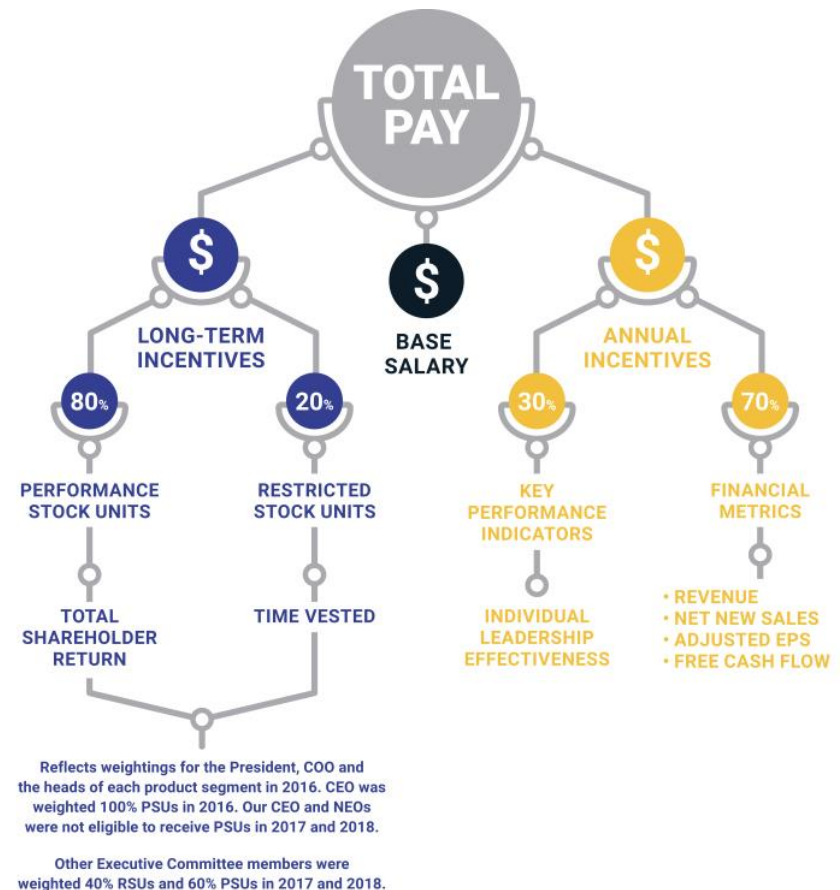 TOTAL
PAY
$
$
$
LONG-TERM
INCENTIVES
BASE
SALARY
ANNUAL
INCENTIVES
80%
20%
30%
70%
PERFORMANCE
STOCK UNITS
RESTRICTED
STOCK UNITS
KEY
PERFORMANCE
INDICATORS
FINANCIAL
METRICS
TOTAL
SHAREHOLDER
RETURN
TIME VESTED
INDIVIDUAL
LEADERSHIP
EFFECTIVENESS
• REVENUE
• NET NEW SALES
• ADJUSTED EPS
• FREE CASH FLOW
Reflects weightings for the President, COO and
the heads of each product segment in 2016. CEO was
weighted 100% PSUs in 2016. Our CEO and NEOs
were not eligible to receive PSUs in 2017 and 2018.
Other Executive Committee members were
weighted 40% RSUs and 60% PSUs in 2017 and 2018.